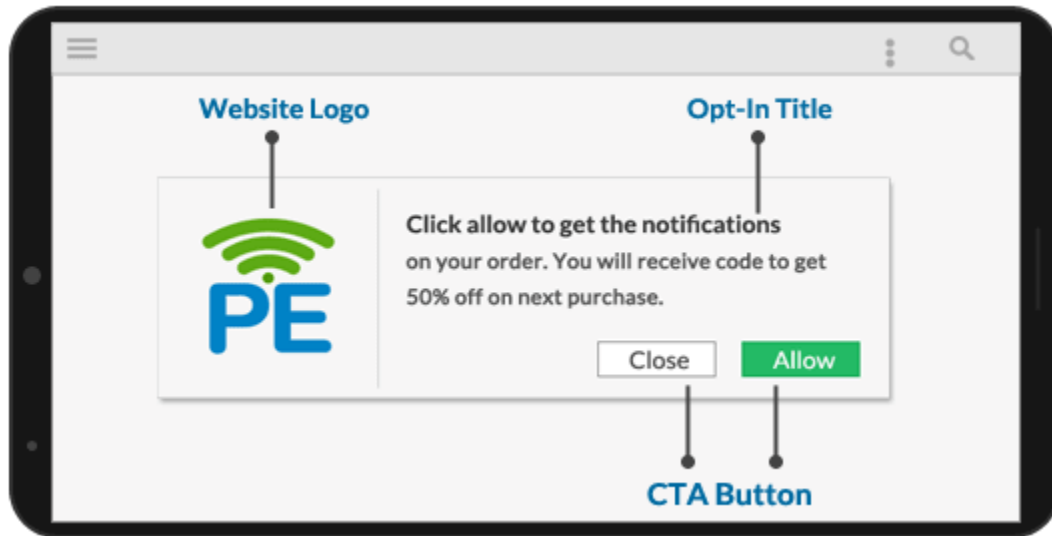 Website Logo
Opt-In Title
Click allow to get the notifications
on your order. You will receive code to get
50% off on next purchase.
PE
Close
Allow
CTA Button